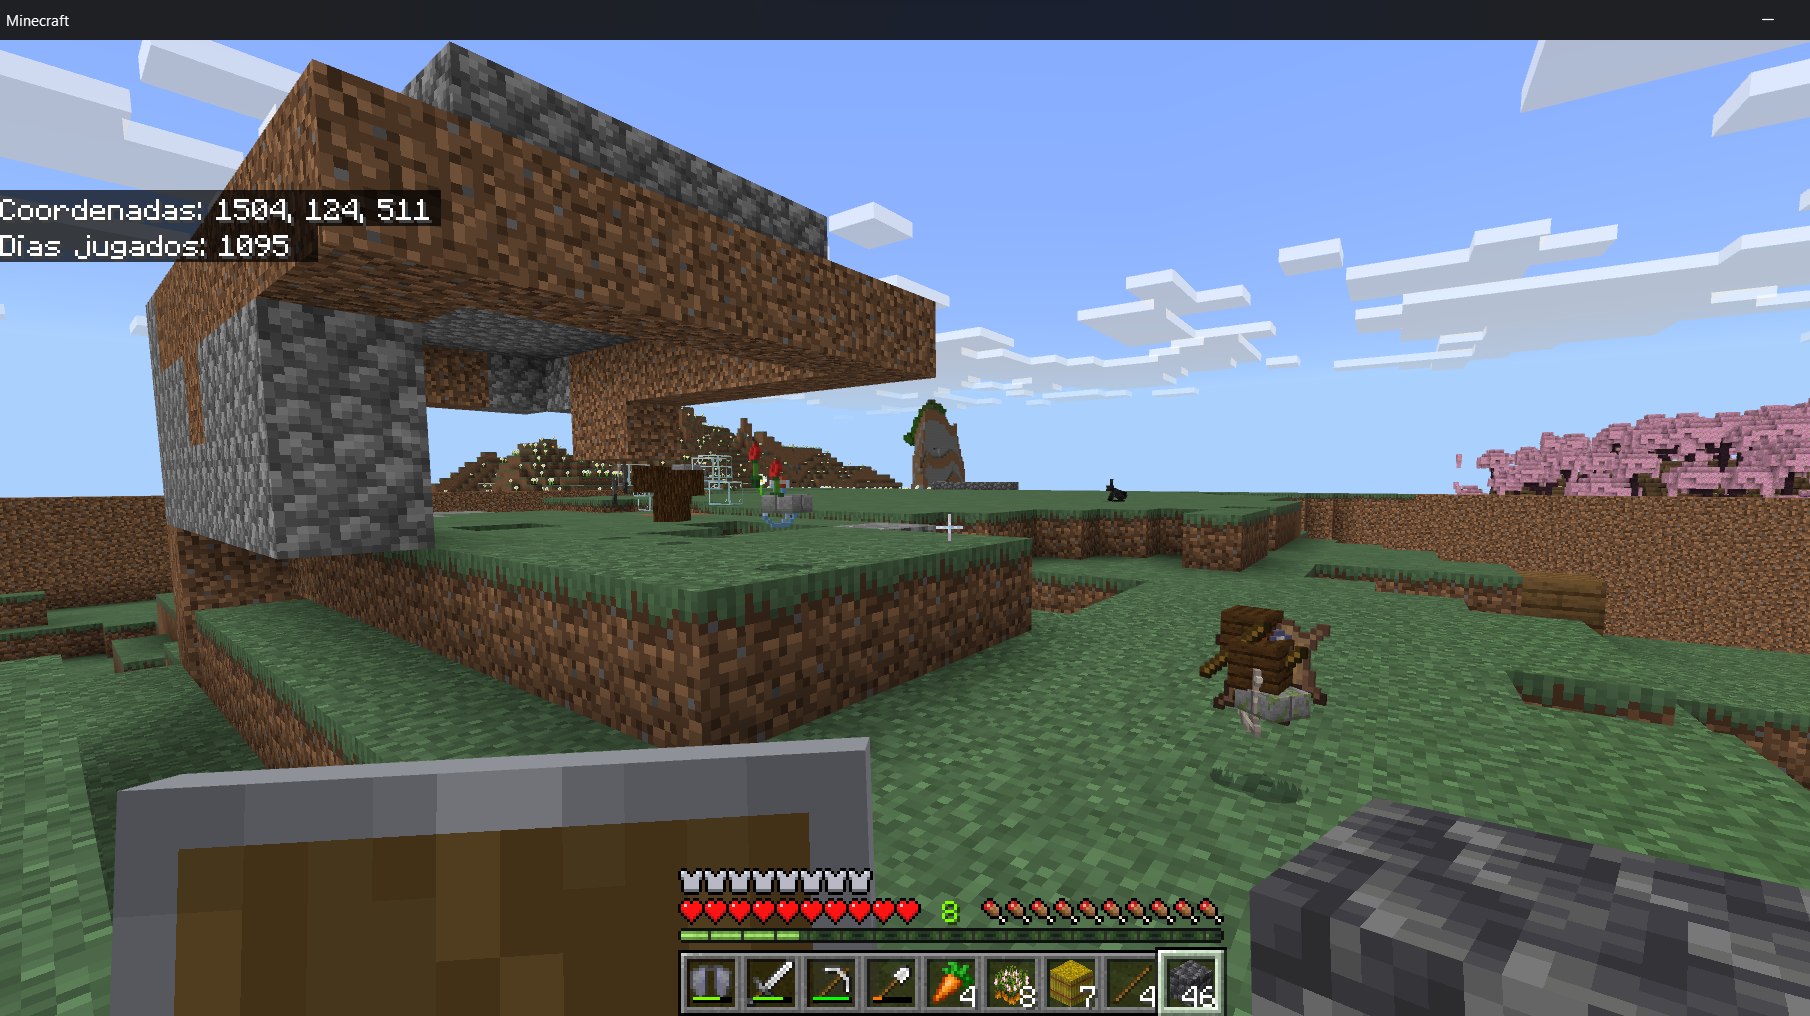 Minecraft
Coordenadas: 1504, 124, 511
Días jugados: 1095
8
4 8 7 4 46